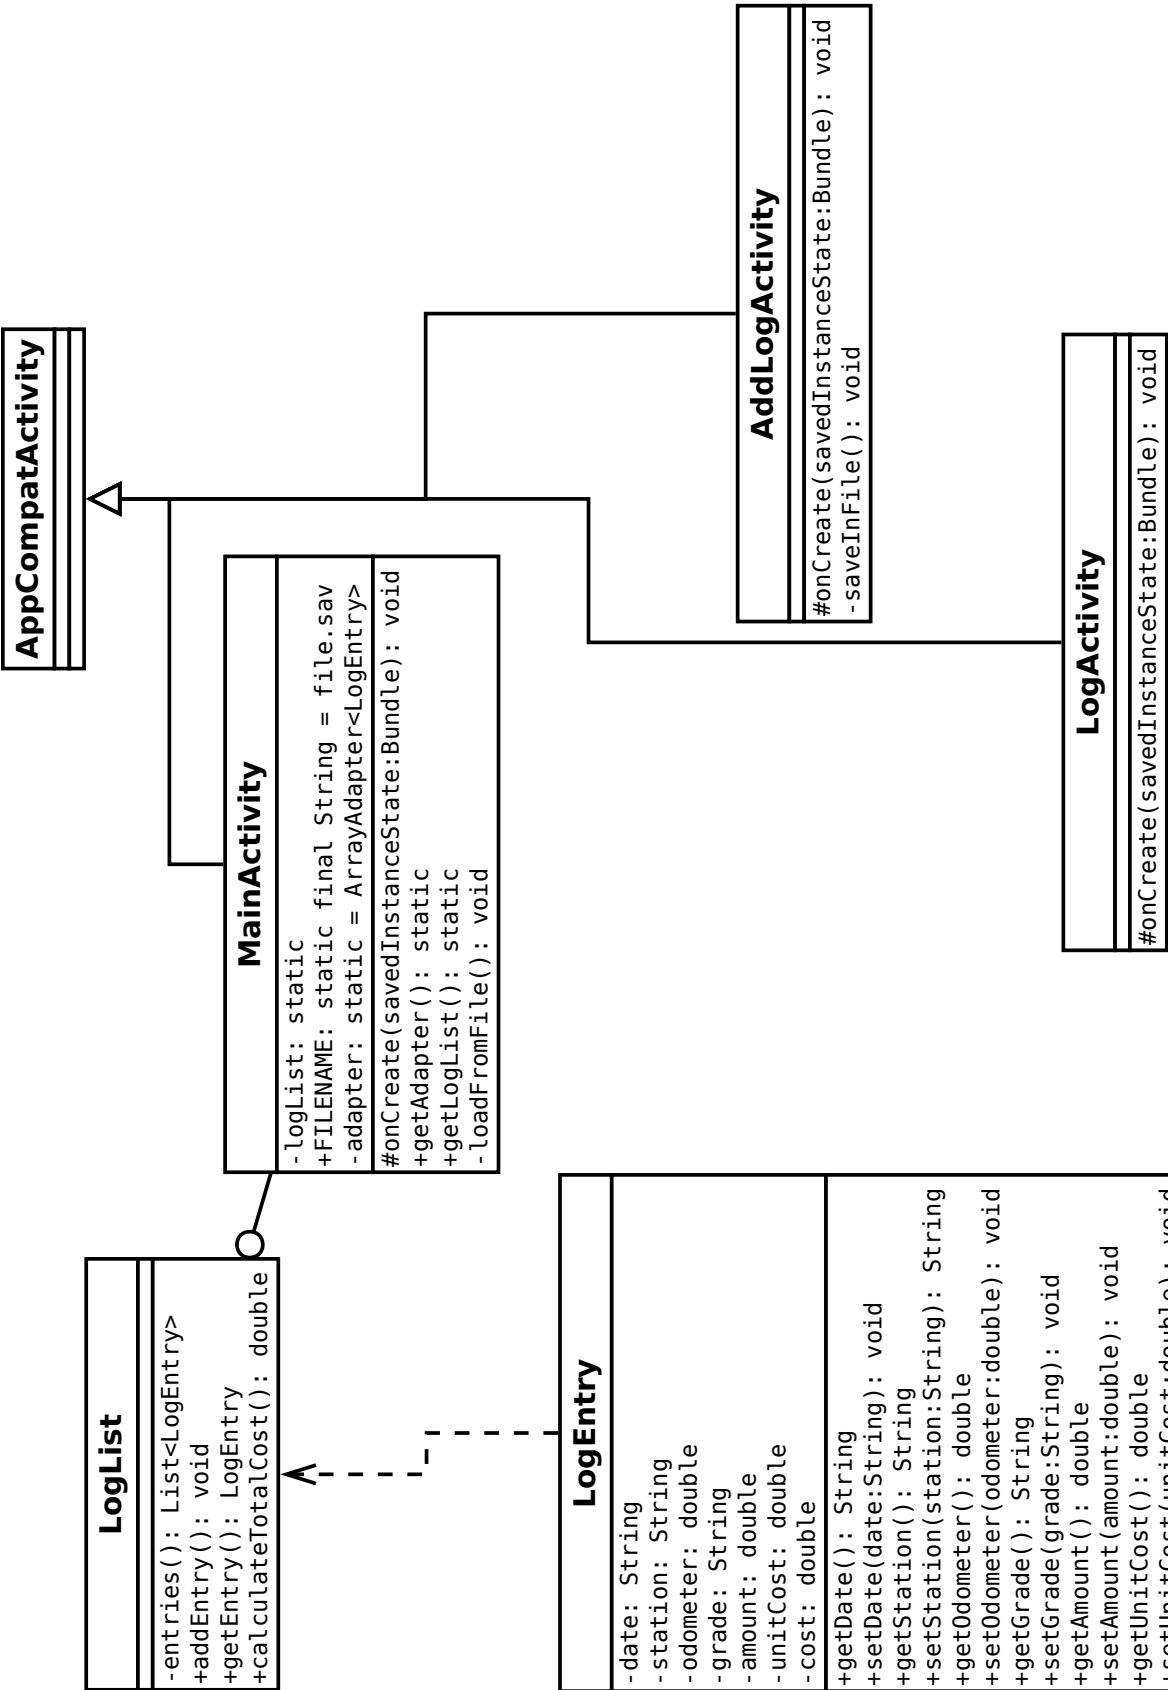 AppCompatActivity
LogList
-entries(): List<LogEntry>
+addEntry(): void
+getEntry(): LogEntry
+calculateTotalCost(): double
MainActivity
-logList: static
+FILENAME: static final String = file.sav
-adapter: static = ArrayAdapter<LogEntry>
#onCreate(savedInstanceState:Bundle): void
+getAdapter(): static
+getLogList(): static
-loadFromFile(): void
AddLogActivity
#onCreate(savedInstanceState:Bundle): void
-saveInFile(): void
LogEntry
-date: String
-station: String
-odometer: double
-grade: String
-amount: double
-unitCost: double
-cost: double
+getDate(): String
+setDate(date:String): void
+getStation(): String
+setStation(station:String): String
+getOdometer(): double
+setOdometer(odometer:double): void
+getGrade(): String
+setGrade(grade:String): void
+getAmount(): double
+setAmount(amount:double): void
+getUnitCost(): double
+setUnitCost(unitCost:double): void
LogActivity
#onCreate(savedInstanceState:Bundle): void